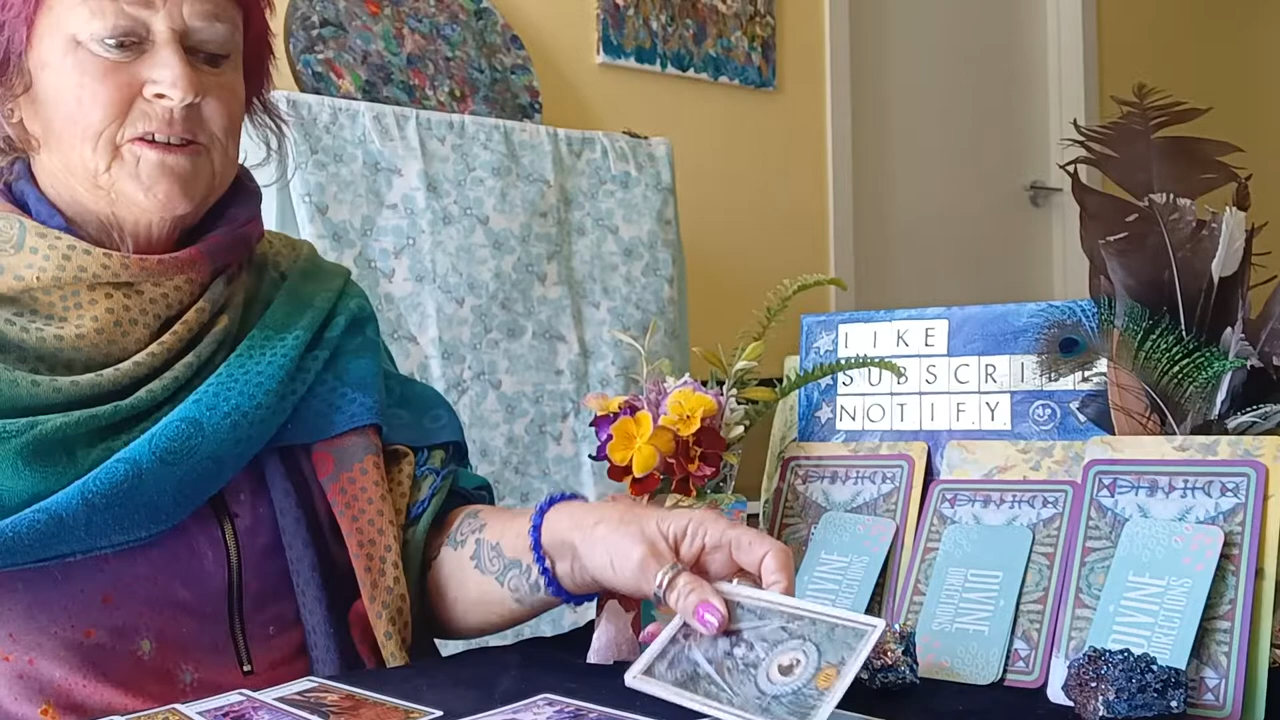 LIKE
SUBSCRIBE
NOTIFY.
DIVINE
DIRECTIONS
DIVINE
DIRECTIONS
DIVINE
DIRECTIONS